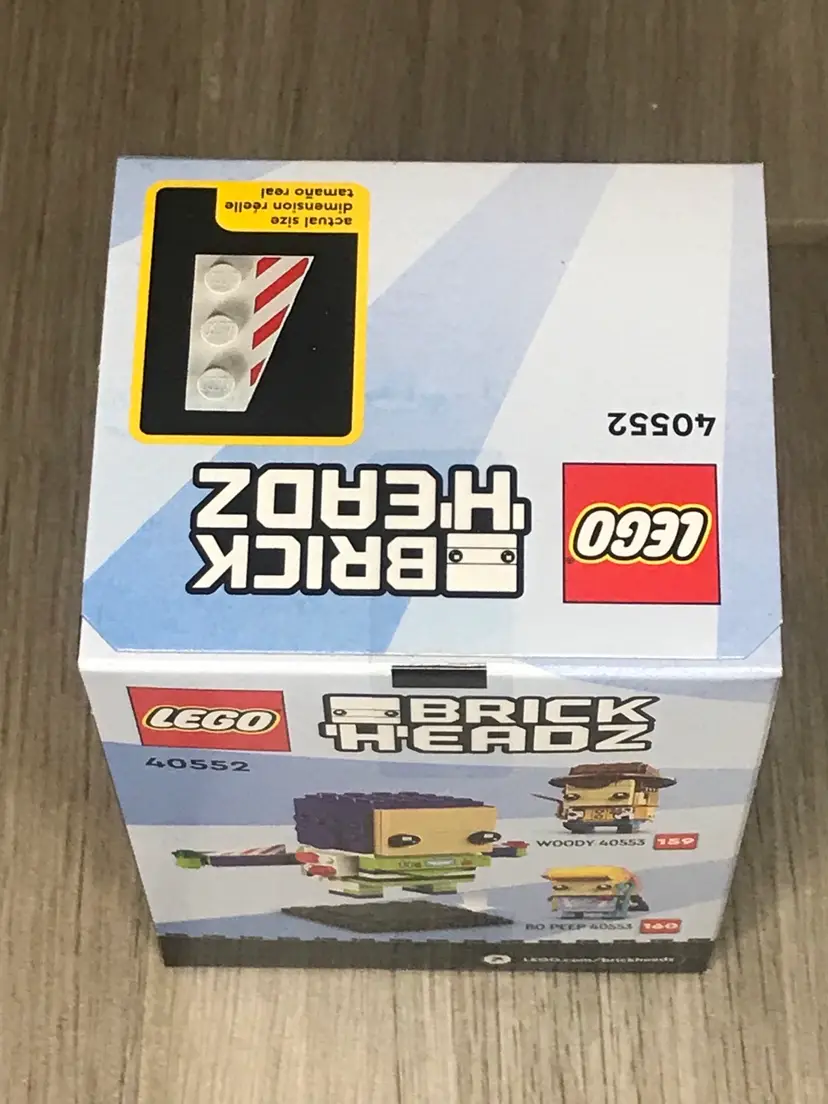 actual size
dimension réelle
tamaño real
40552
LEGO
BRICK
HEADZ
LEGO
BRICK
HEADZ
40552
WOODY 40553 159
BO PEEP 40553 160
LEGO.com/brickheadz